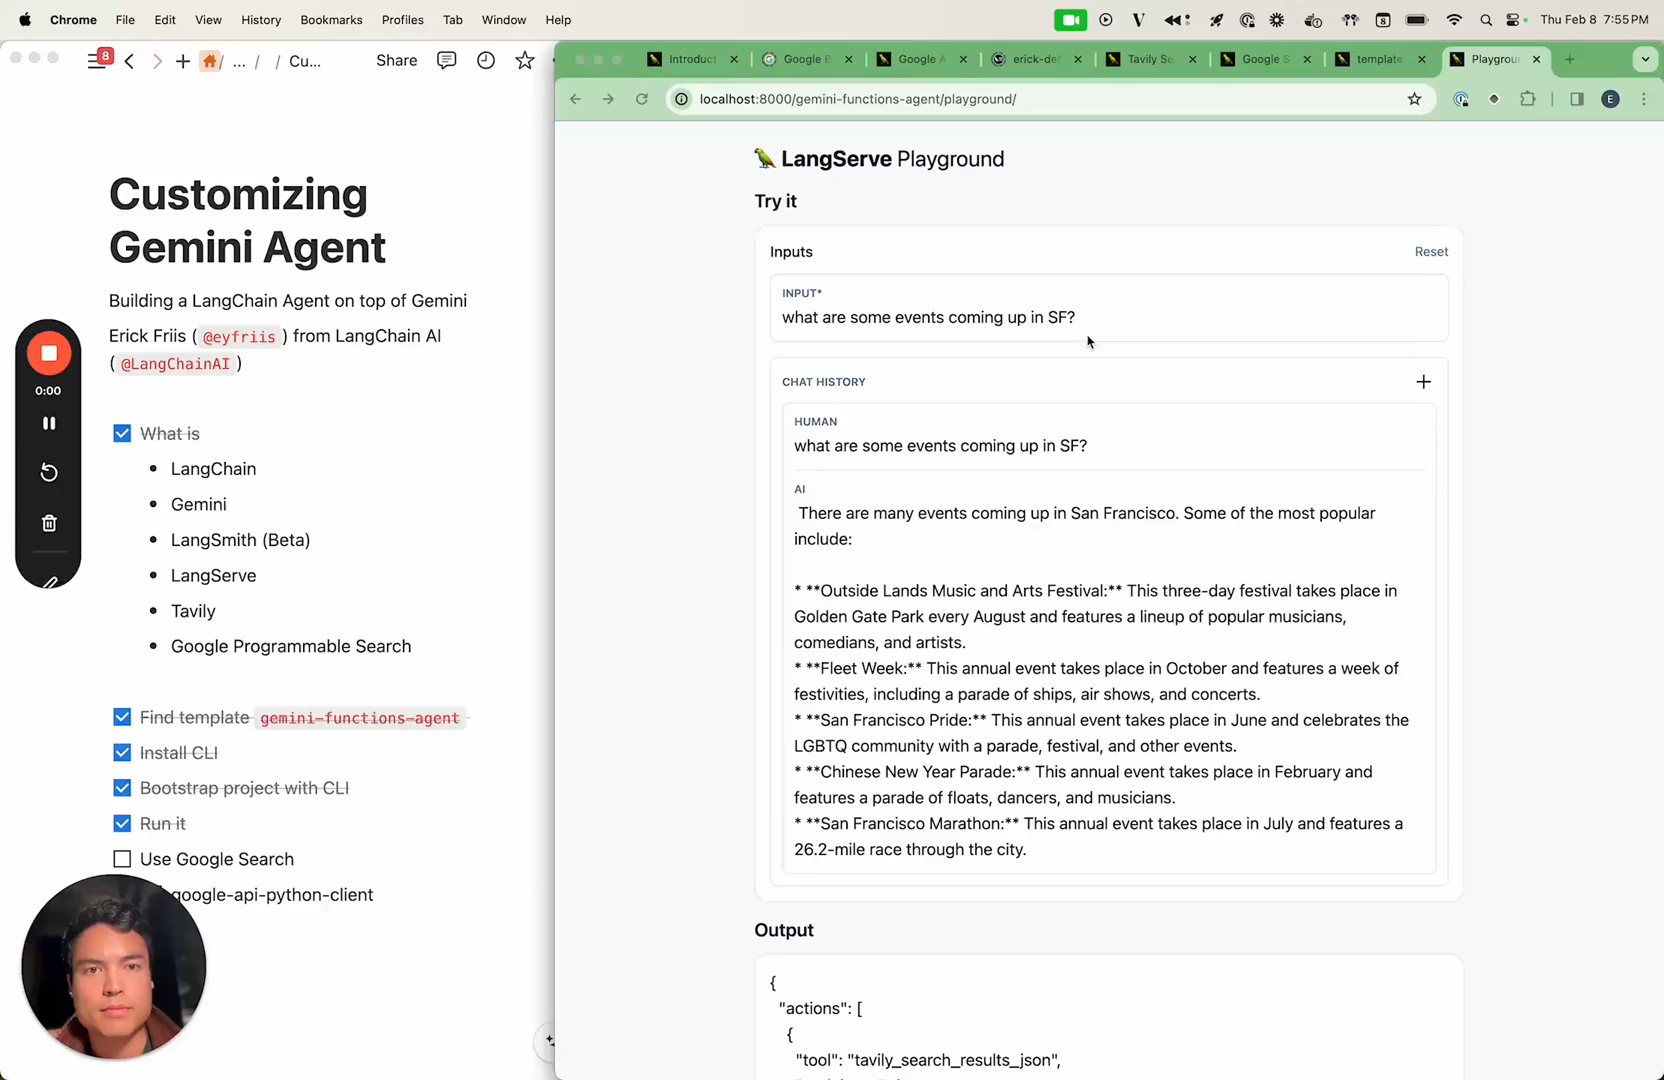 Chrome File Edit View History Bookmarks Profiles Tab Window Help
8
Thu Feb 8 7:55 PM
8
/ ... / / Cu...
Share
Customizing
Gemini Agent
Building a LangChain Agent on top of Gemini
Erick Friis ( @eyfriis ) from LangChain AI
( @LangChainAI )
0:00
What is
LangChain
Gemini
LangSmith (Beta)
LangServe
Tavily
Google Programmable Search
Find template gemini-functions-agent
Install CLI
Bootstrap project with CLI
Run it
Use Google Search
google-api-python-client
Introduct
Google
Google
erick-de
Tavily Se
Google S
template
Playgrou
localhost:8000/gemini-functions-agent/playground/
E
LangServe Playground
Try it
Inputs
Reset
INPUT*
what are some events coming up in SF?
CHAT HISTORY
HUMAN
what are some events coming up in SF?
AI
There are many events coming up in San Francisco. Some of the most popular
include:
* **Outside Lands Music and Arts Festival:** This three-day festival takes place in
Golden Gate Park every August and features a lineup of popular musicians,
comedians, and artists.
* **Fleet Week:** This annual event takes place in October and features a week of
festivities, including a parade of ships, air shows, and concerts.
* **San Francisco Pride:** This annual event takes place in June and celebrates the
LGBTQ community with a parade, festival, and other events.
* **Chinese New Year Parade:** This annual event takes place in February and
features a parade of floats, dancers, and musicians.
* **San Francisco Marathon:** This annual event takes place in July and features a
26.2-mile race through the city.
Output
{
"actions": [
{
"tool": "tavily_search_results_json",